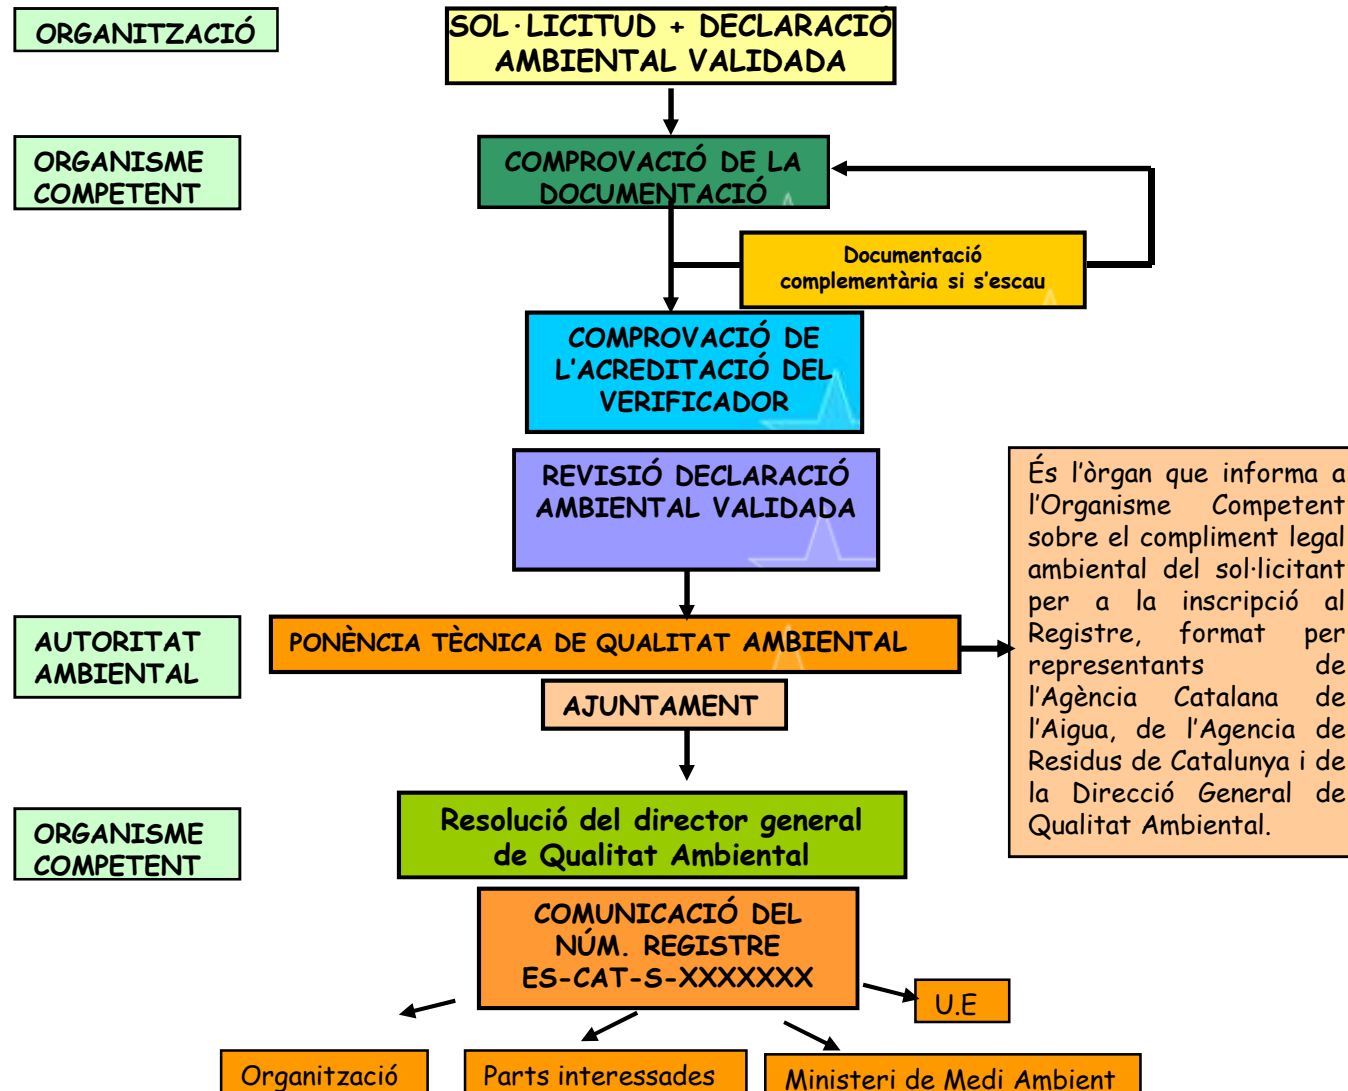 ORGANITZACIÓ
SOL·LICITUD + DECLARACIÓ
AMBIENTAL VALIDADA
ORGANISME
COMPETENT
COMPROVACIÓ DE LA
DOCUMENTACIÓ
Documentació
complementària si s'escau
COMPROVACIÓ DE
L'ACREDITACIÓ DEL
VERIFICADOR
REVISIÓ DECLARACIÓ
AMBIENTAL VALIDADA
És l'òrgan que informa a
l'Organisme Competent
sobre el compliment legal
ambiental del sol·licitant
per a la inscripció al
Registre, format per
representants de
l'Agència Catalana de
l'Aigua, de l'Agencia de
Residus de Catalunya i de
la Direcció General de
Qualitat Ambiental.
AUTORITAT
AMBIENTAL
PONÈNCIA TÈCNICA DE QUALITAT AMBIENTAL
AJUNTAMENT
ORGANISME
COMPETENT
Resolució del director general
de Qualitat Ambiental
COMUNICACIÓ DEL
NÚM. REGISTRE
ES-CAT-S-XXXXXXX
U.E
Organització
Parts interessades
Ministeri de Medi Ambient